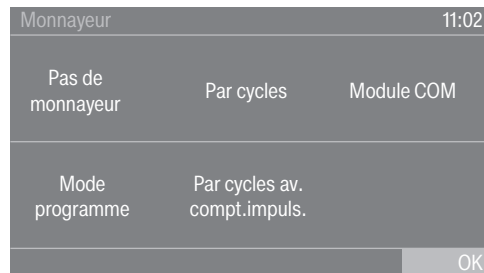 Monnayeur 11:02
Pas de
monnayeur
Par cycles
Module COM
Mode
programme
Par cycles av.
compt.impuls.
OK